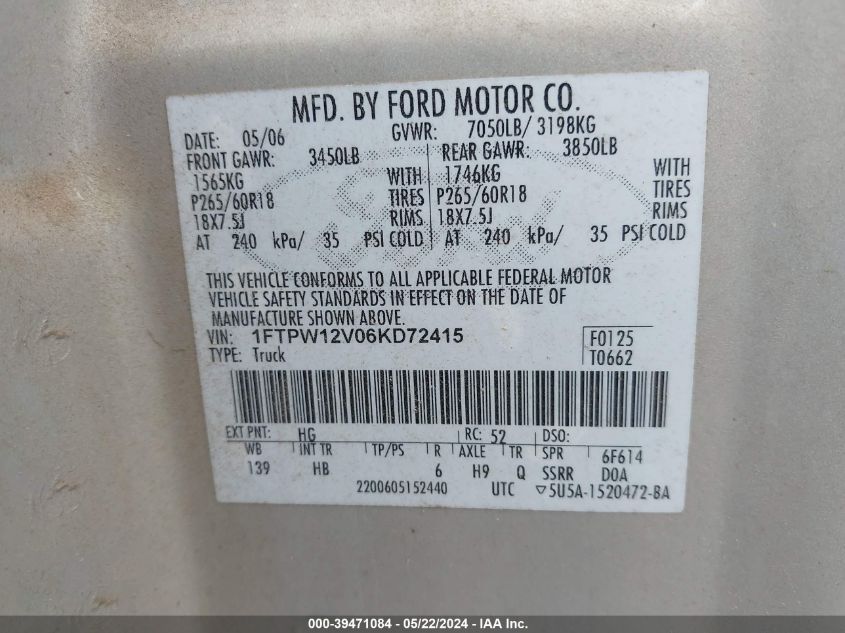 MFD. BY FORD MOTOR CO.
DATE: 05/06 GVWR: 7050LB/ 3198KG
FRONT GAWR: 3450LB REAR GAWR: 3850LB
1565KG WITH 1746KG WITH
P265/60R18 TIRES P265/60R18 TIRES
18X7.5J RIMS 18X7.5J RIMS
AT 240 kPa/ 35 PSI COLD AT 240 kPa/ 35 PSI COLD
THIS VEHICLE CONFORMS TO ALL APPLICABLE FEDERAL MOTOR
VEHICLE SAFETY STANDARDS IN EFFECT ON THE DATE OF
MANUFACTURE SHOWN ABOVE.
VIN: 1FTPW12V06KD72415 F0125
TYPE: Truck T0662
EXT PNT: HG RC: 52 DSO:
WB INT TR TP/PS R AXLE TR SPR 6F614
139 HB 6 H9 Q SSRR DOA
2200605152440 UTC ▽5U5A-1520472-BA
000-39471084 - 05/22/2024 - IAA Inc.